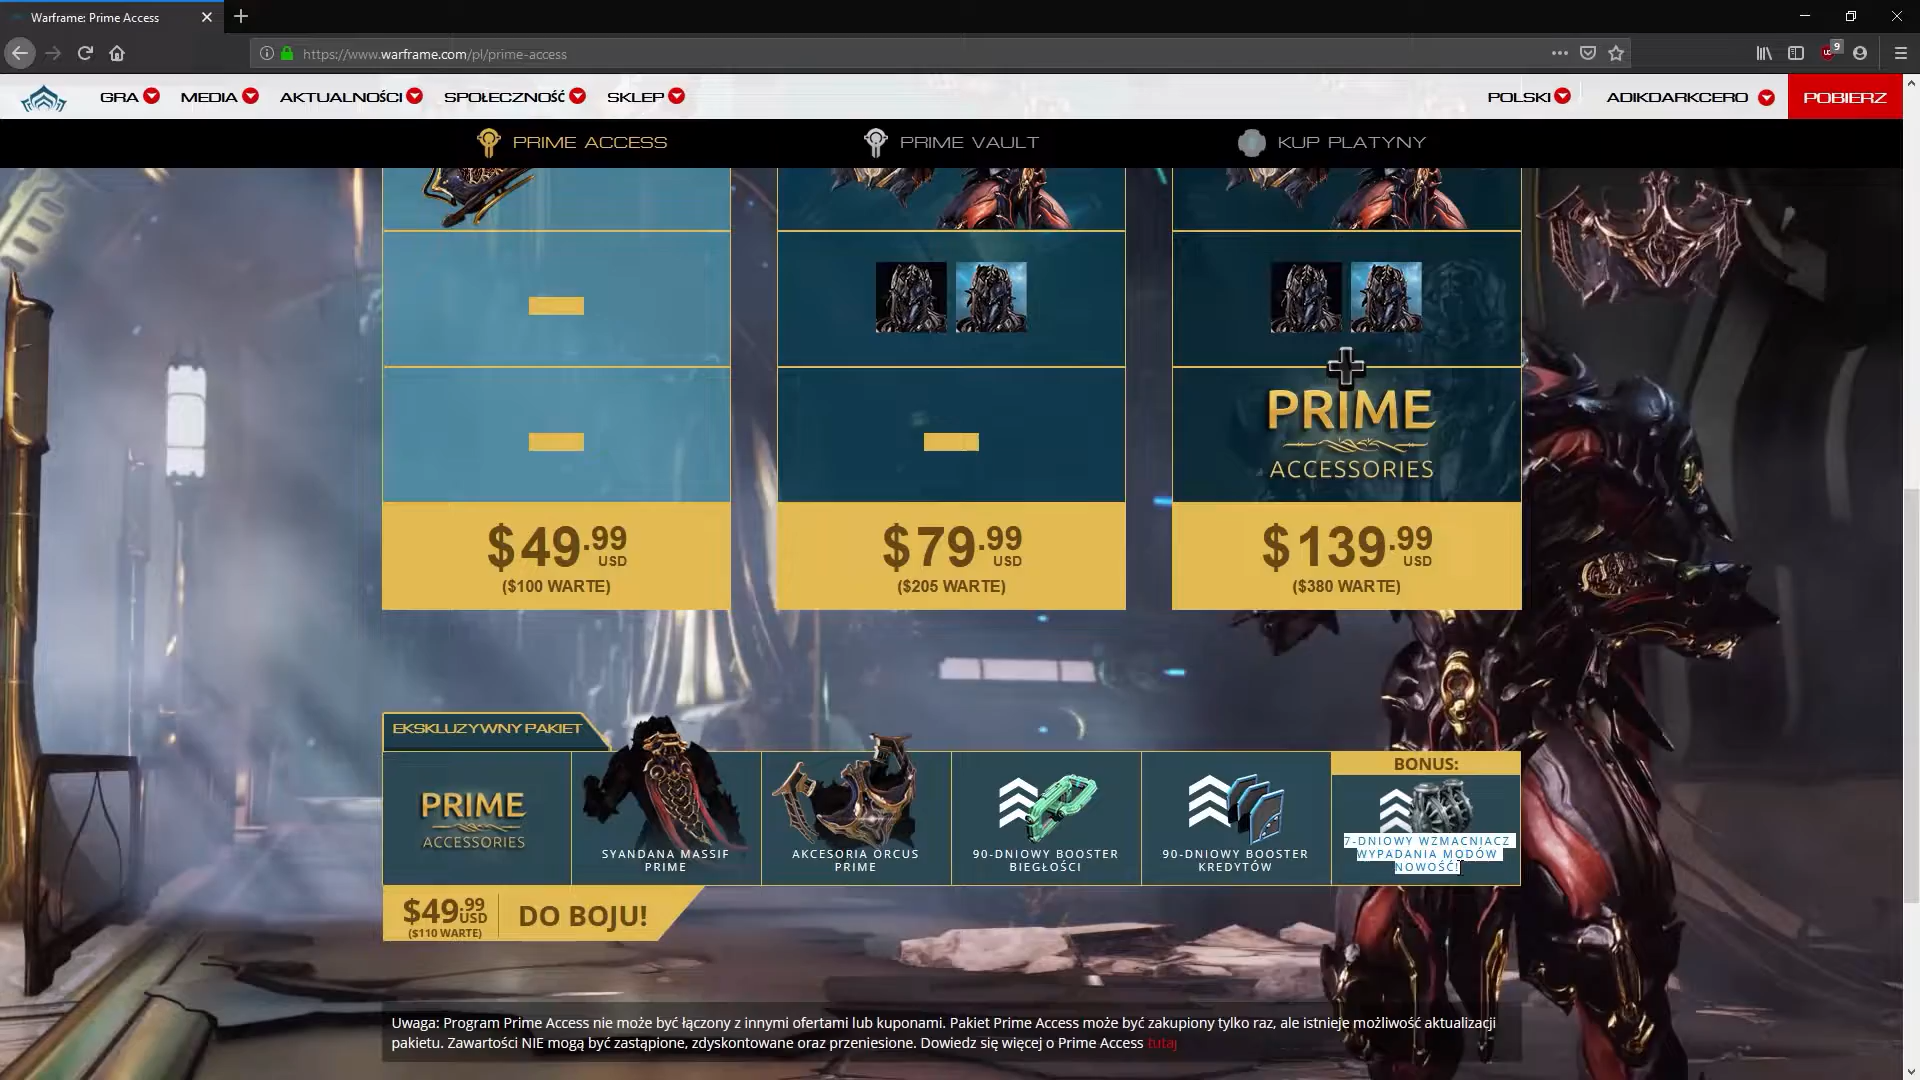 Warframe: Prime Access
https://www.warframe.com/pl/prime-access
9
GRA MEDIA AKTUALNOŚCI SPOŁECZNOŚĆ SKLEP POLSKI ADIKDARKCERO POBIERZ
PRIME ACCESS PRIME VAULT KUP PLATYNY
PRIME
ACCESSORIES
$49.99 USD
($100 WARTE)
$79.99 USD
($205 WARTE)
$139.99 USD
($380 WARTE)
EKSKLUZYWNY PAKIET
PRIME
ACCESSORIES
SYANDANA MASSIF
PRIME
AKCESORIA ORCUS
PRIME
90-DNIOWY BOOSTER
BIEGŁOŚCI
90-DNIOWY BOOSTER
KREDYTÓW
BONUS:
7-DNIOWY WZMACNIACZ
WYPADANIA MODÓW
NOWOŚĆ!
$49.99 USD
($110 WARTE)
DO BOJU!
Uwaga: Program Prime Access nie może być łączony z innymi ofertami lub kuponami. Pakiet Prime Access może być zakupiony tylko raz, ale istnieje możliwość aktualizacji
pakietu. Zawartości NIE mogą być zastąpione, zdyskontowane oraz przeniesione. Dowiedz się więcej o Prime Access tutaj